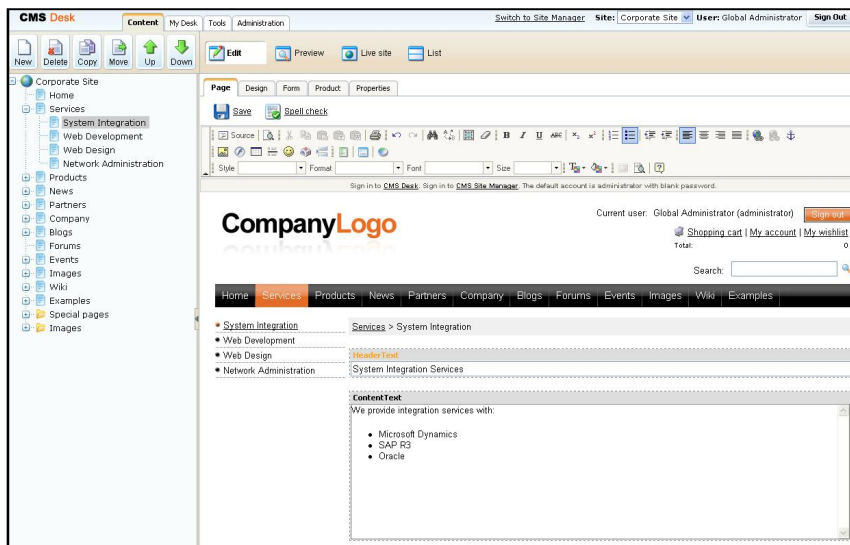 CMS Desk
Content My Desk Tools Administration
Switch to Site Manager Site: Corporate Site User: Global Administrator Sign Out
New Delete Copy Move Up Down
Edit Preview Live site List
Corporate Site
Home
Services
System Integration
Web Development
Web Design
Network Administration
Products
News
Partners
Company
Blogs
Forums
Events
Images
Wiki
Examples
Special pages
Images
Page Design Form Product Properties
Save Spell check
Source
Style Format Font Size
Sign in to CMS Desk. Sign in to CMS Site Manager. The default account is administrator with blank password.
CompanyLogo
Current user: Global Administrator (administrator) Sign out
Shopping cart | My account | My wishlist
Total: 0
Search:
Home Services Products News Partners Company Blogs Forums Events Images Wiki Examples
System Integration
Web Development
Web Design
Network Administration
Services > System Integration
HeaderText
System Integration Services
ContentText
We provide integration services with:
Microsoft Dynamics
SAP R3
Oracle